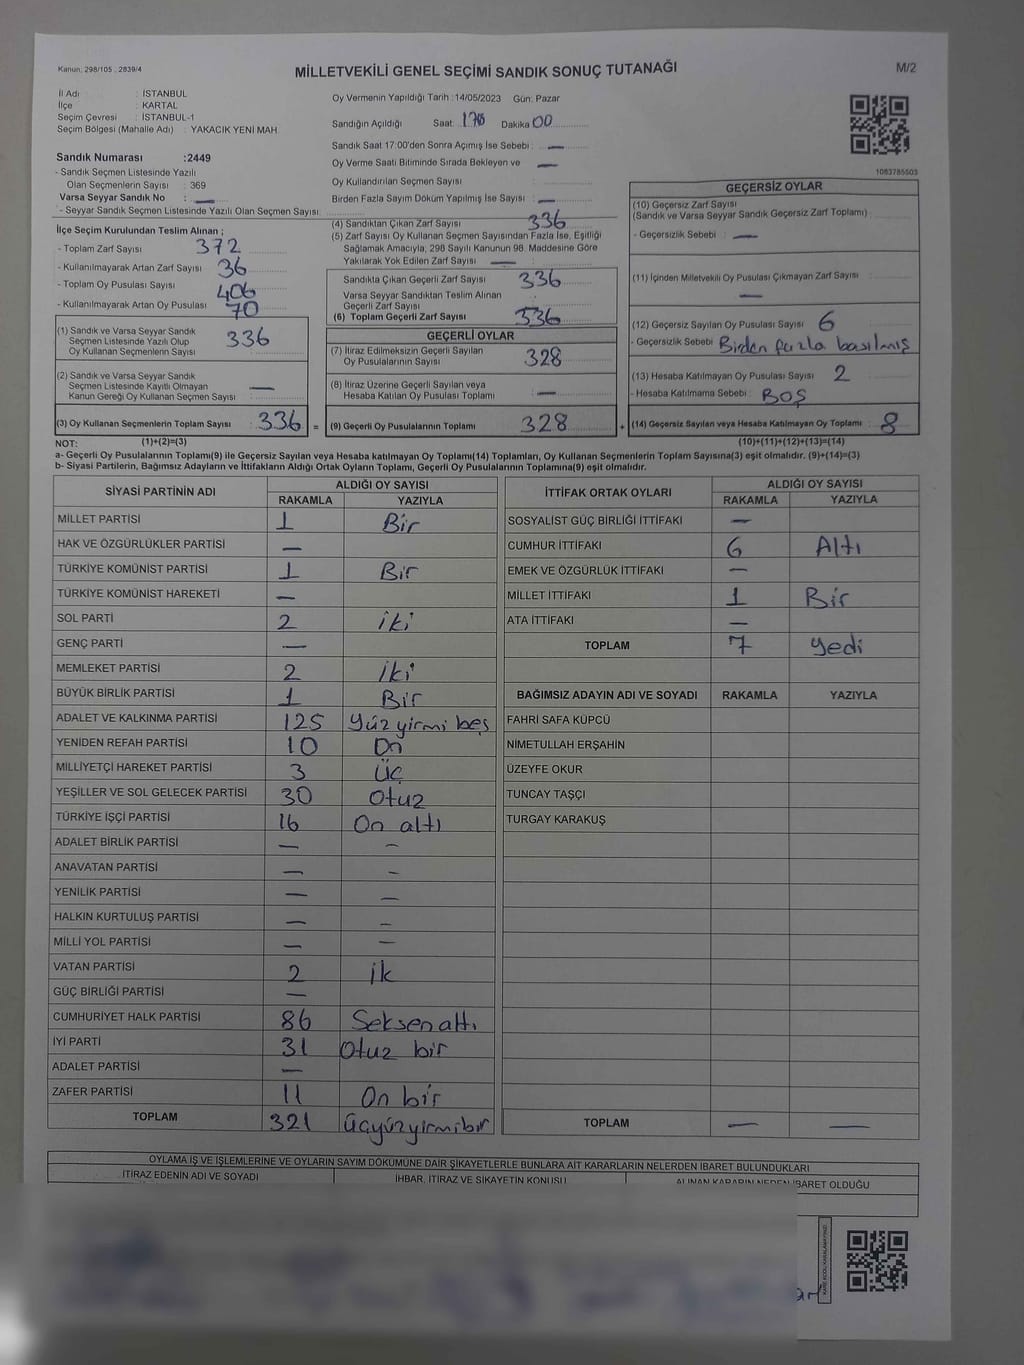 Kanun: 298/105 , 2839/4
MİLLETVEKİLİ GENEL SEÇİMİ SANDIK SONUÇ TUTANAĞI
M/2
İl Adı : İSTANBUL
İlçe : KARTAL
Seçim Çevresi : İSTANBUL-1
Seçim Bölgesi (Mahalle Adı) : YAKACIK YENİ MAH.
Sandık Numarası :2449
- Sandık Seçmen Listesinde Yazılı
Olan Seçmenlerin Sayısı : 369
Varsa Seyyar Sandık No : —
- Seyyar Sandık Seçmen Listesinde Yazılı Olan Seçmen Sayısı:
Oy Vermenin Yapıldığı Tarih :14/05/2023 Gün: Pazar
Sandığın Açıldığı Saat: Dakika 00
Sandık Saat 17:00'den Sonra Açımış İse Sebebi : —
Oy Verme Saati Bitiminde Sırada Bekleyen ve —
Oy Kullandırılan Seçmen Sayısı :
Birden Fazla Sayım Döküm Yapılmış İse Sayısı : —
1083785503
İlçe Seçim Kurulundan Teslim Alınan ;
- Toplam Zarf Sayısı : 372
- Kullanılmayarak Artan Zarf Sayısı : 36
- Toplam Oy Pusulası Sayısı : 406
- Kullanılmayarak Artan Oy Pusulası : 70
(1) Sandık ve Varsa Seyyar Sandık
Seçmen Listesinde Yazılı Olup 336
Oy Kullanan Seçmenlerin Sayısı :
(2) Sandık ve Varsa Seyyar Sandık
Seçmen Listesinde Kayıtlı Olmayan —
Kanun Gereği Oy Kullanan Seçmen Sayısı :
(3) Oy Kullanan Seçmenlerin Toplam Sayısı : 336 =
(4) Sandıktan Çıkan Zarf Sayısı : 336
(5) Zarf Sayısı Oy Kullanan Seçmen Sayısından Fazla İse, Eşitliği
Sağlamak Amacıyla, 298 Sayılı Kanunun 98. Maddesine Göre
Yakılarak Yok Edilen Zarf Sayısı : —
Sandıkta Çıkan Geçerli Zarf Sayısı : 336
Varsa Seyyar Sandıktan Teslim Alınan
Geçerli Zarf Sayısı :
(6) Toplam Geçerli Zarf Sayısı : 336
GEÇERLİ OYLAR
(7) İtiraz Edilmeksizin Geçerli Sayılan
Oy Pusulalarının Sayısı : 328
(8) İtiraz Üzerine Geçerli Sayılan veya
Hesaba Katılan Oy Pusulası Toplamı : —
(9) Geçerli Oy Pusulalarının Toplamı : 328 +
GEÇERSİZ OYLAR
(10) Geçersiz Zarf Sayısı
(Sandık ve Varsa Seyyar Sandık Geçersiz Zarf Toplamı) :
- Geçersizlik Sebebi : —
(11) İçinden Milletvekili Oy Pusulası Çıkmayan Zarf Sayısı :
—
(12) Geçersiz Sayılan Oy Pusulası Sayısı : 6
- Geçersizlik Sebebi : Birden fazla basılmış
(13) Hesaba Katılmayan Oy Pusulası Sayısı : 2
- Hesaba Katılmama Sebebi : Boş
(14) Geçersiz Sayılan veya Hesaba Katılmayan Oy Toplamı : 8
NOT: (1)+(2)=(3) (10)+(11)+(12)+(13)=(14)
a- Geçerli Oy Pusulalarının Toplamı(9) ile Geçersiz Sayılan veya Hesaba katılmayan Oy Toplamı(14) Toplamları, Oy Kullanan Seçmenlerin Toplam Sayısına(3) eşit olmalıdır. (9)+(14)=(3)
b- Siyasi Partilerin, Bağımsız Adayların ve İttifakların Aldığı Ortak Oyların Toplamı, Geçerli Oy Pusulalarının Toplamına(9) eşit olmalıdır.
SİYASİ PARTİNİN ADI ALDIĞI OY SAYISI
RAKAMLA YAZIYLA
MİLLET PARTİSİ 1 Bir
HAK VE ÖZGÜRLÜKLER PARTİSİ —
TÜRKİYE KOMÜNİST PARTİSİ 1 Bir
TÜRKİYE KOMÜNİST HAREKETİ —
SOL PARTİ 2 iki
GENÇ PARTİ —
MEMLEKET PARTİSİ 2 İki
BÜYÜK BİRLİK PARTİSİ 1 Bir
ADALET VE KALKINMA PARTİSİ 125 Yüz yirmi beş
YENİDEN REFAH PARTİSİ 10 On
MİLLİYETÇİ HAREKET PARTİSİ 3 Üç
YEŞİLLER VE SOL GELECEK PARTİSİ 30 Otuz
TÜRKİYE İŞÇİ PARTİSİ 16 On altı
ADALET BİRLİK PARTİSİ — —
ANAVATAN PARTİSİ — —
YENİLİK PARTİSİ — —
HALKIN KURTULUŞ PARTİSİ — —
MİLLİ YOL PARTİSİ — —
VATAN PARTİSİ 2 ik
GÜÇ BİRLİĞİ PARTİSİ —
CUMHURİYET HALK PARTİSİ 86 Seksen altı
İYİ PARTİ 31 Otuz bir
ADALET PARTİSİ —
ZAFER PARTİSİ 11 On bir
TOPLAM 321 Üçyüzyirmibir
İTTİFAK ORTAK OYLARI ALDIĞI OY SAYISI
RAKAMLA YAZIYLA
SOSYALİST GÜÇ BİRLİĞİ İTTİFAKI —
CUMHUR İTTİFAKI 6 Altı
EMEK VE ÖZGÜRLÜK İTTİFAKI —
MİLLET İTTİFAKI 1 Bir
ATA İTTİFAKI —
TOPLAM 7 yedi
BAĞIMSIZ ADAYIN ADI VE SOYADI RAKAMLA YAZIYLA
FAHRİ SAFA KÜPCÜ
NİMETULLAH ERŞAHİN
ÜZEYFE OKUR
TUNCAY TAŞÇI
TURGAY KARAKUŞ
TOPLAM — —
OYLAMA İŞ VE İŞLEMLERİNE VE OYLARIN SAYIM DÖKÜMÜNE DAİR ŞİKAYETLERLE BUNLARA AİT KARARLARIN NELERDEN İBARET BULUNDUKLARI
İTİRAZ EDENİN ADI VE SOYADI İHBAR, İTİRAZ VE ŞİKAYETİN KONUSU ALINAN KARARIN NEDEN İBARET OLDUĞU